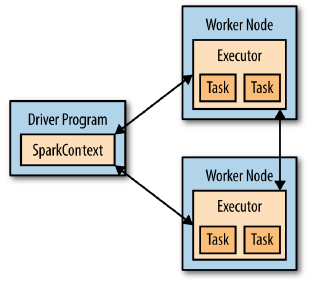 Worker Node
Executor
Task Task
Driver Program
SparkContext
Worker Node
Executor
Task Task